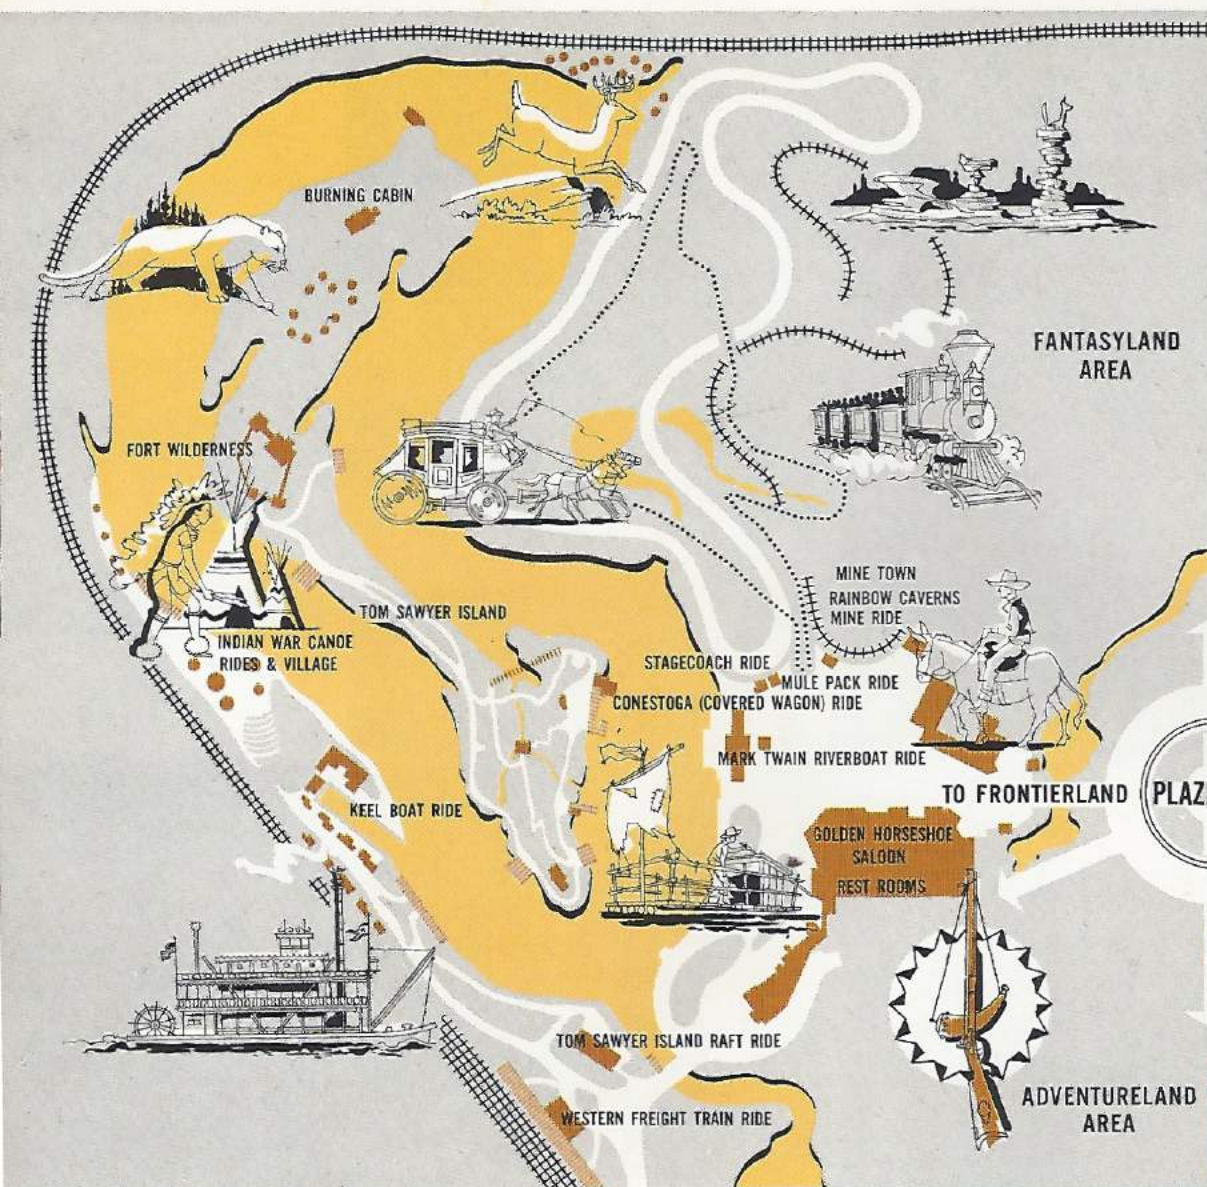 BURNING CABIN
FANTASYLAND
AREA
FORT WILDERNESS
MINE TOWN
RAINBOW CAVERNS
MINE RIDE
TOM SAWYER ISLAND
INDIAN WAR CANOE
RIDES & VILLAGE
STAGECOACH RIDE
MULE PACK RIDE
CONESTOGA (COVERED WAGON) RIDE
MARK TWAIN RIVERBOAT RIDE
TO FRONTIERLAND
PLAZ
KEEL BOAT RIDE
GOLDEN HORSESHOE
SALOON
REST ROOMS
TOM SAWYER ISLAND RAFT RIDE
ADVENTURELAND
AREA
WESTERN FREIGHT TRAIN RIDE